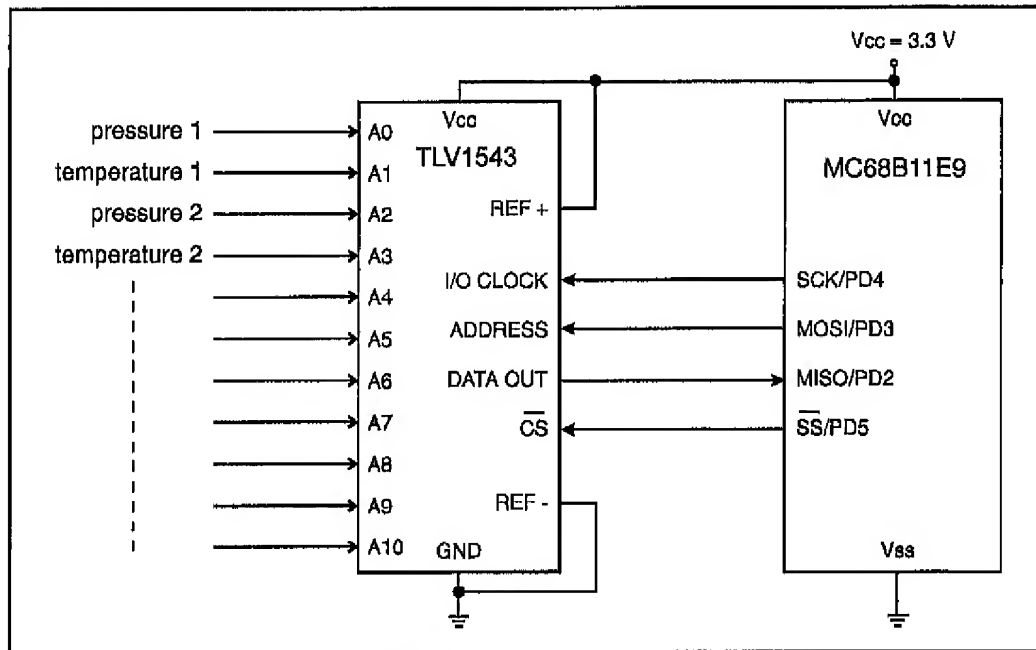 Vcc = 3.3 V
pressure 1
temperature 1
pressure 2
temperature 2
A0
A1
A2
A3
A4
A5
A6
A7
A8
A9
A10
Vcc
TLV1543
REF +
I/O CLOCK
ADDRESS
DATA OUT
CS
REF -
GND
Vcc
MC68B11E9
SCK/PD4
MOSI/PD3
MISO/PD2
SS/PD5
Vss